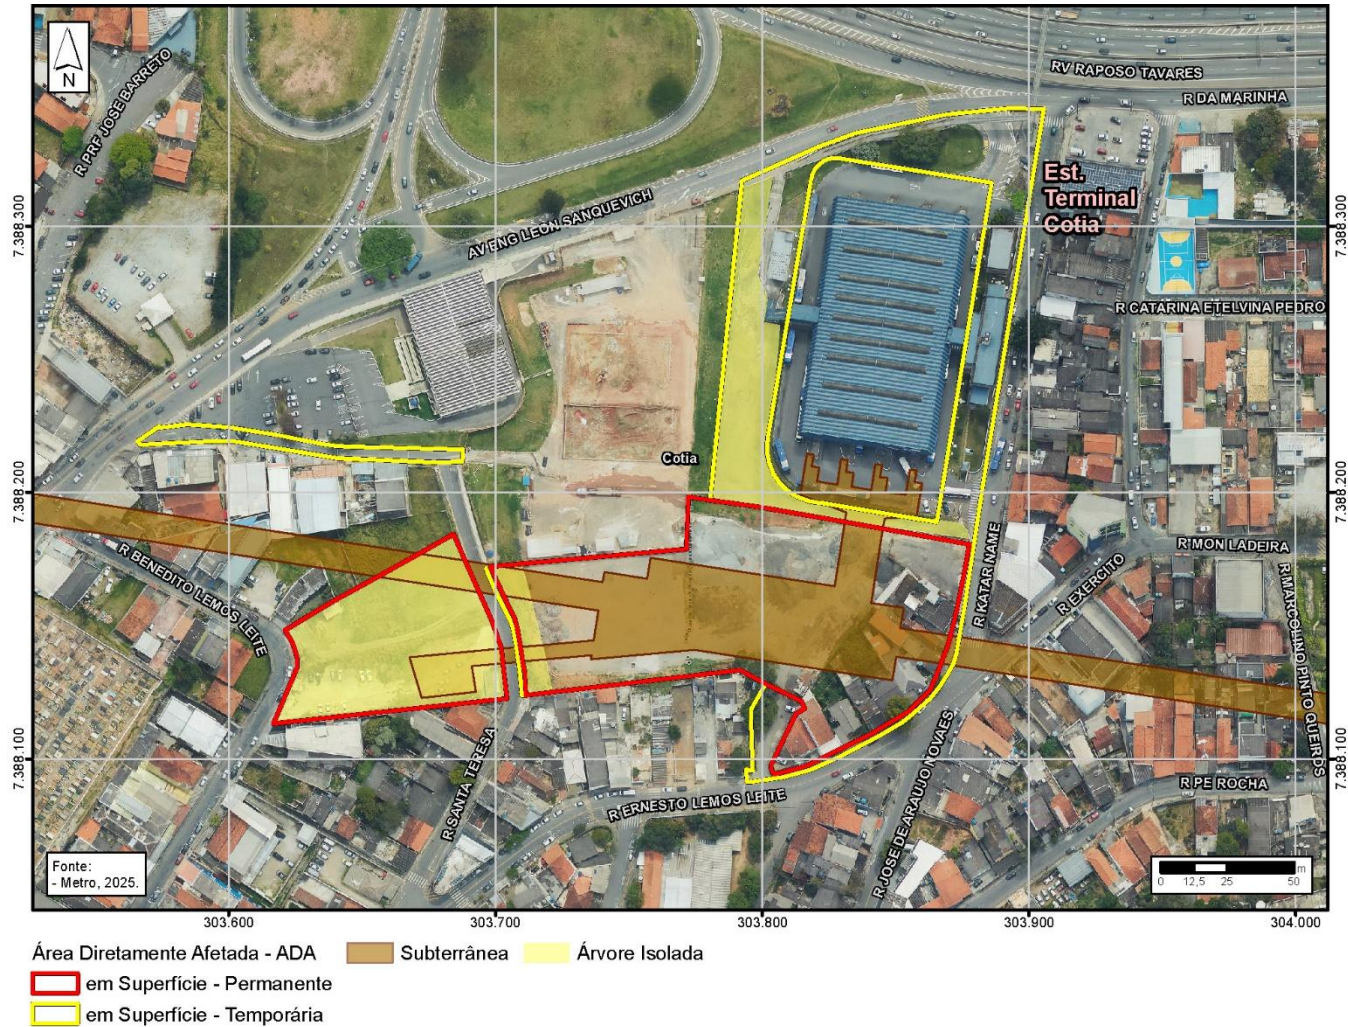 N
R PRF JOSE BARRETO
RV RAPOSO TAVARES
R DA MARINHA
Est.
Terminal
Cotia
AV ENG LEON SANQUEVICH
7.388.300
7.388.300
R CATARINA ETELVINA PEDRO
Cotia
7.388.200
7.388.200
R BENEDITO LEMOS LEITE
R KATAR NAME
R EXERCITO
R MON LADEIRA
R MARCOLINO PINTO QUEIROS
7.388.100
7.388.100
R SANTA TERESA
R ERNESTO LEMOS LEITE
R JOSE DE ARAUJO NOVAES
R PE ROCHA
Fonte:
- Metro, 2025.
m
0 12,5 25 50
303.600 303.700 303.800 303.900 304.000
Área Diretamente Afetada - ADA Subterrânea Árvore Isolada
em Superfície - Permanente
em Superfície - Temporária